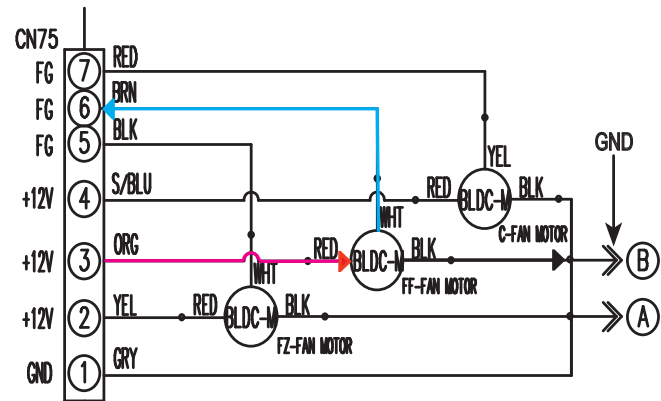 CN75
FG 7 RED
FG 6 BRN
FG 5 BLK
YEL
GND
+12V 4 S/BLU RED BLDC-M BLK
WHT
C-FAN MOTOR
+12V 3 ORG RED BLDC-M BLK B
WHT
FF-FAN MOTOR
+12V 2 YEL RED BLDC-M BLK A
FZ-FAN MOTOR
GND 1 GRY